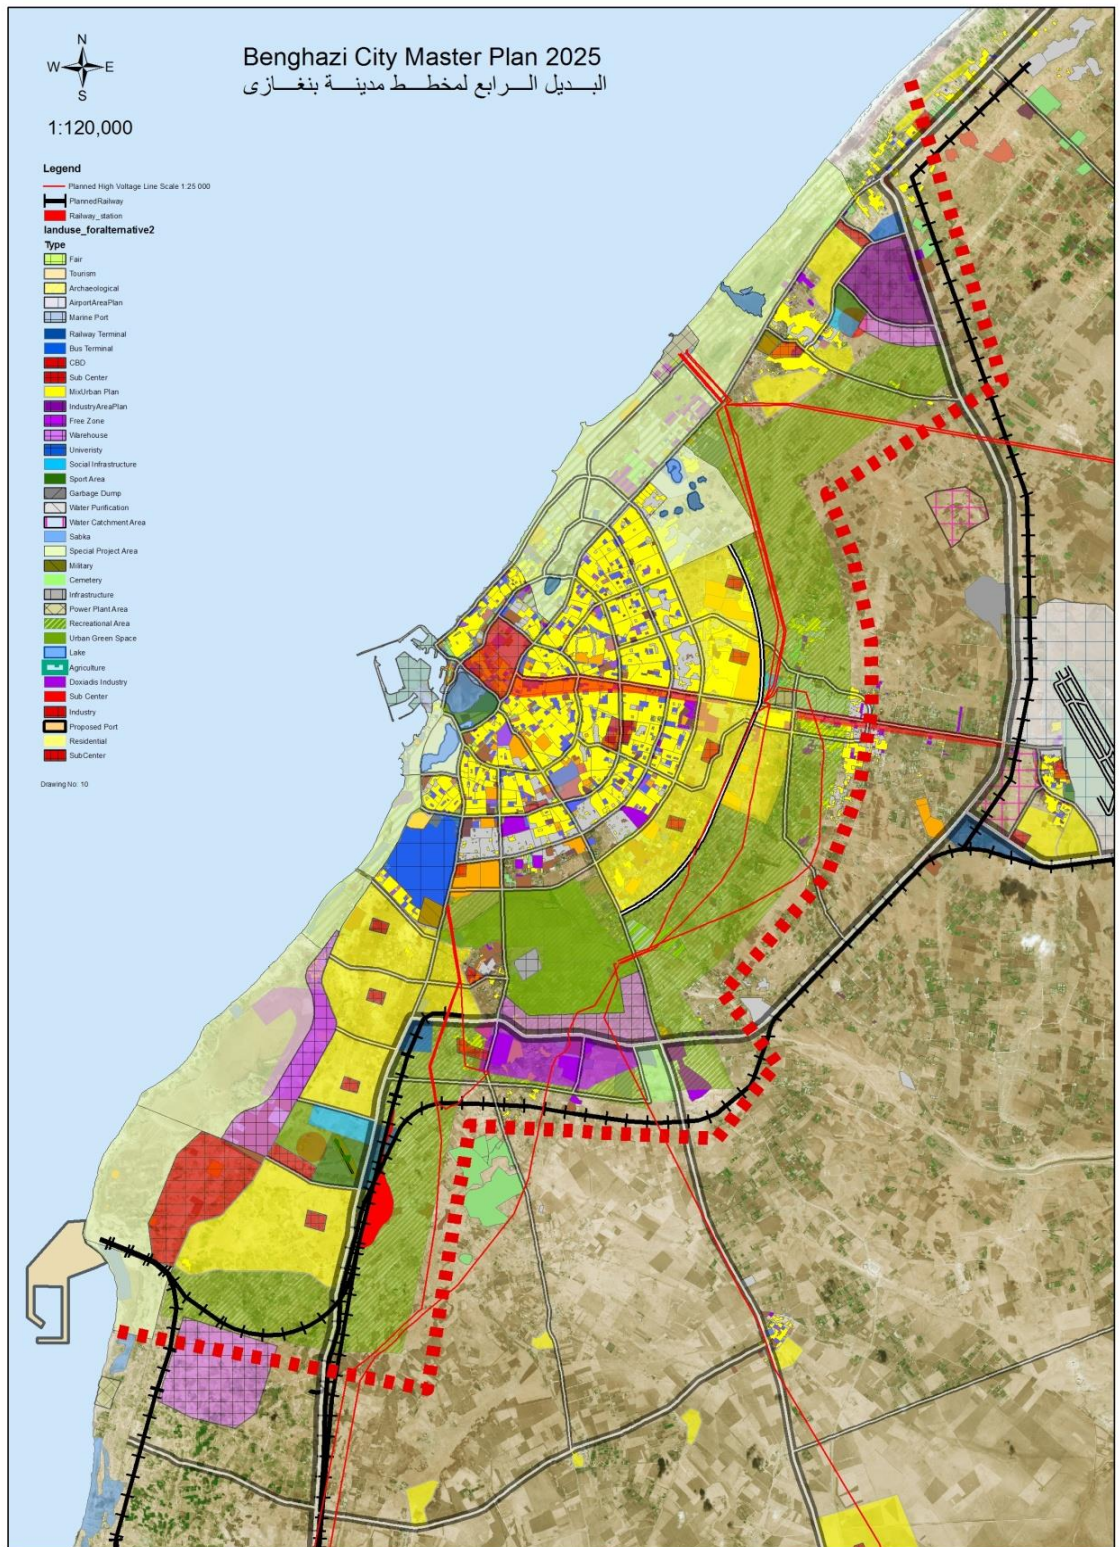 N
W E
S
Benghazi City Master Plan 2025
البـــديل الـــرابع لمخطـــط مدينـــة بنغـــازى
1:120,000
Legend
Planned High Voltage Line Scale 1:25 000
PlannedRailway
Railway_station
landuse_foralternative2
Type
Fair
Tourism
Archaeological
AirportAreaPlan
Marine Port
Railway Terminal
Bus Terminal
CBD
Sub Center
MixUrban Plan
IndustryAreaPlan
Free Zone
Warehouse
Univeristy
Social Infrastructure
Sport Area
Garbage Dump
Water Purification
Water Catchment Area
Sabka
Special Project Area
Military
Cemetery
Infrastructure
Power Plant Area
Recreational Area
Urban Green Space
Lake
Agriculture
Doxiadis Industry
Sub Center
Industry
Proposed Port
Residential
SubCenter
Drawing No: 10